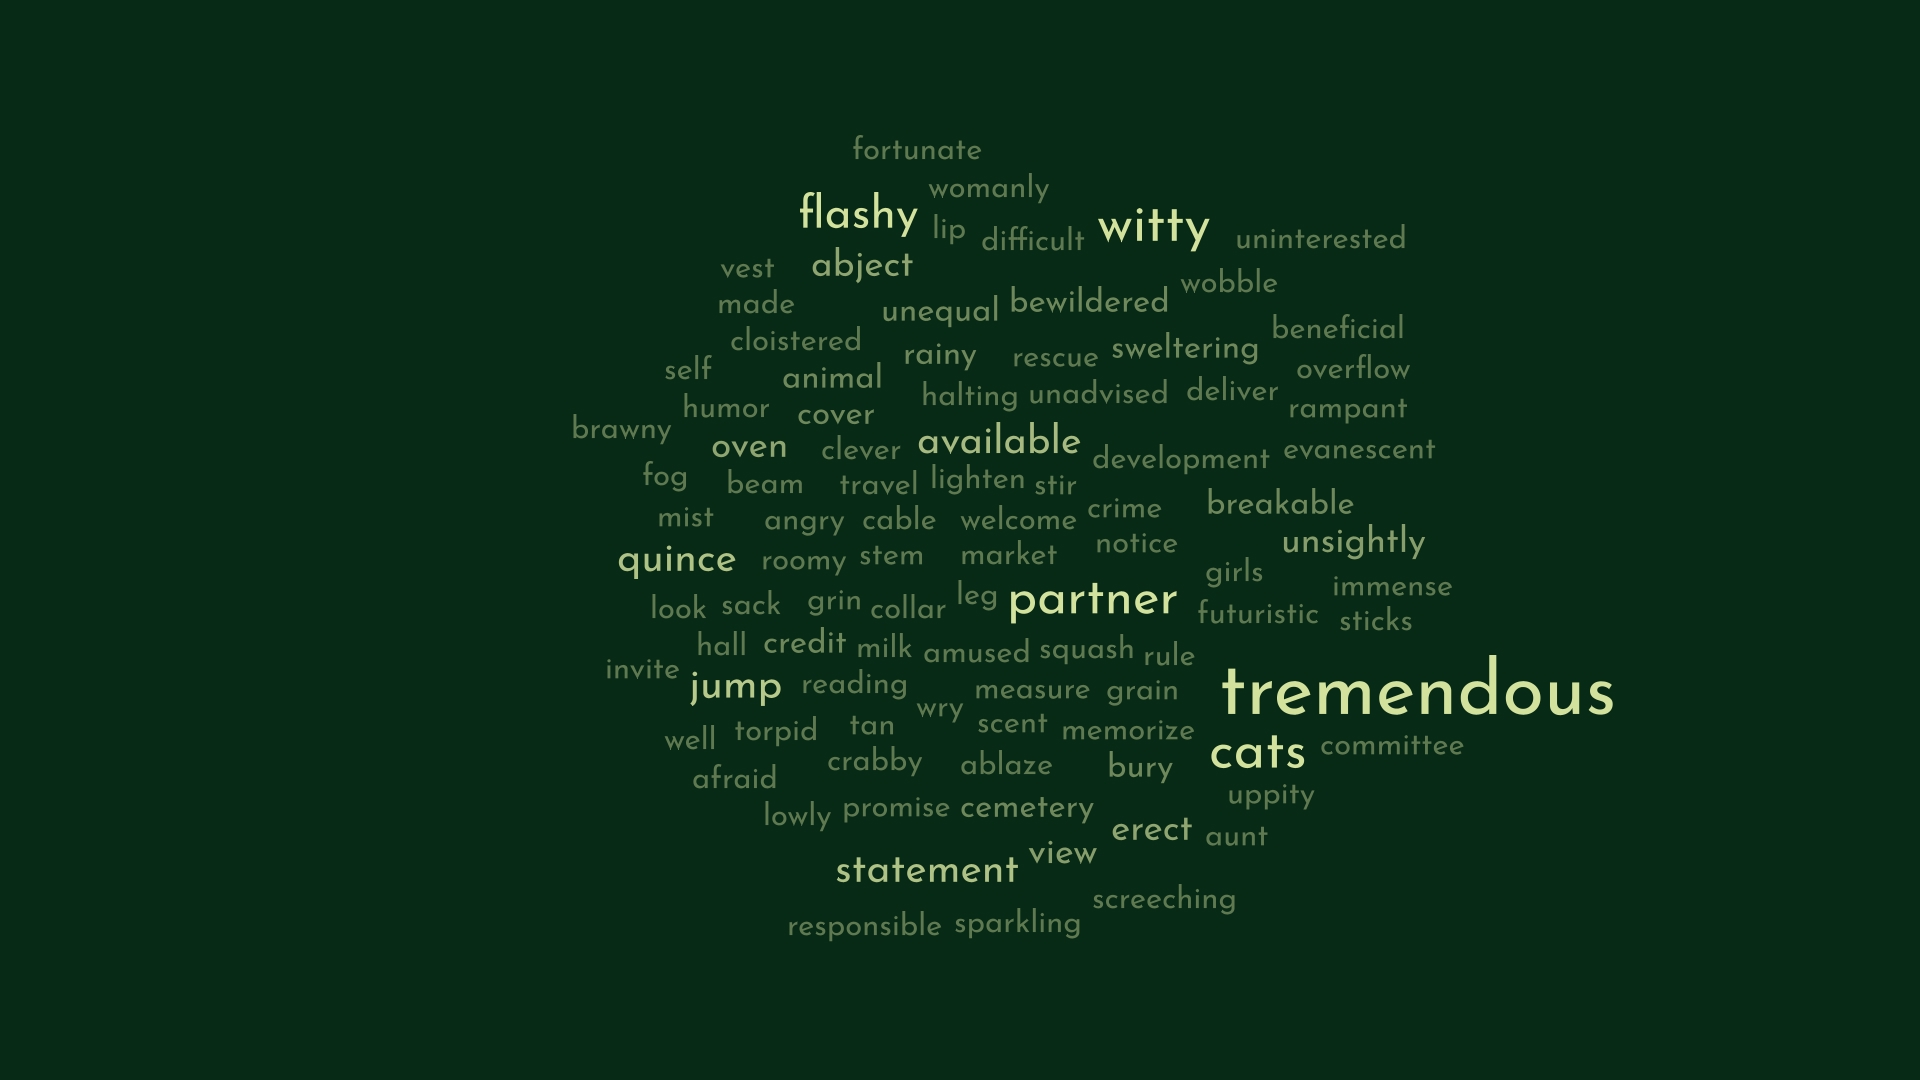 fortunate
womanly
flashy lip difficult witty uninterested
vest abject wobble
made unequal bewildered
cloistered rainy rescue sweltering beneficial
self animal overflow
humor cover halting unadvised deliver rampant
brawny oven clever available development evanescent
fog beam travel lighten stir
mist angry cable welcome crime breakable
quince roomy stem market notice unsightly
girls immense
look sack grin collar leg partner futuristic sticks
hall credit milk amused squash rule
invite jump reading measure grain tremendous
well torpid tan wry scent memorize
cats committee
afraid crabby ablaze bury
uppity
lowly promise cemetery
erect aunt
statement view
screeching
responsible sparkling